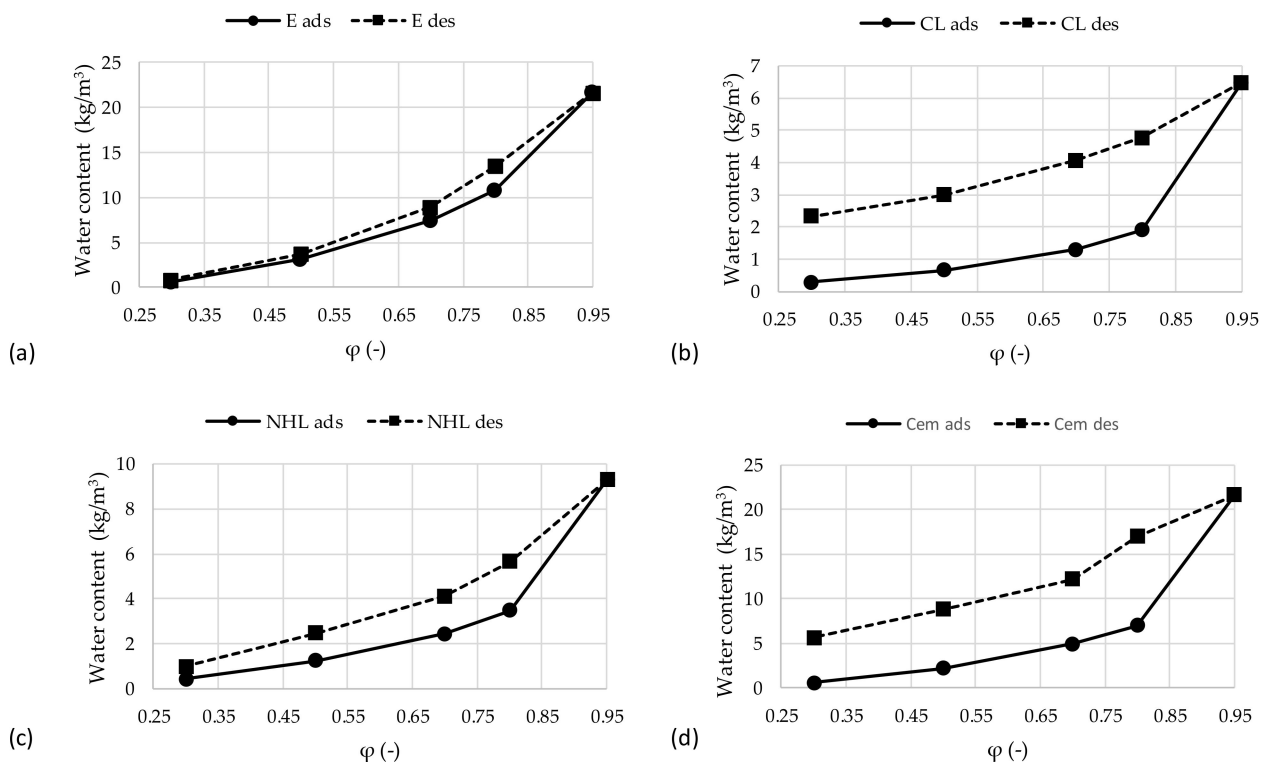 E ads E des
Water content (kg/m³)
25
20
15
10
5
0
0.25 0.35 0.45 0.55 0.65 0.75 0.85 0.95
φ (-)
(a)
CL ads CL des
Water content (kg/m³)
7
6
5
4
3
2
1
0
0.25 0.35 0.45 0.55 0.65 0.75 0.85 0.95
φ (-)
(b)
NHL ads NHL des
Water content (kg/m³)
10
8
6
4
2
0
0.25 0.35 0.45 0.55 0.65 0.75 0.85 0.95
φ (-)
(c)
Cem ads Cem des
Water content (kg/m³)
25
20
15
10
5
0
0.25 0.35 0.45 0.55 0.65 0.75 0.85 0.95
φ (-)
(d)